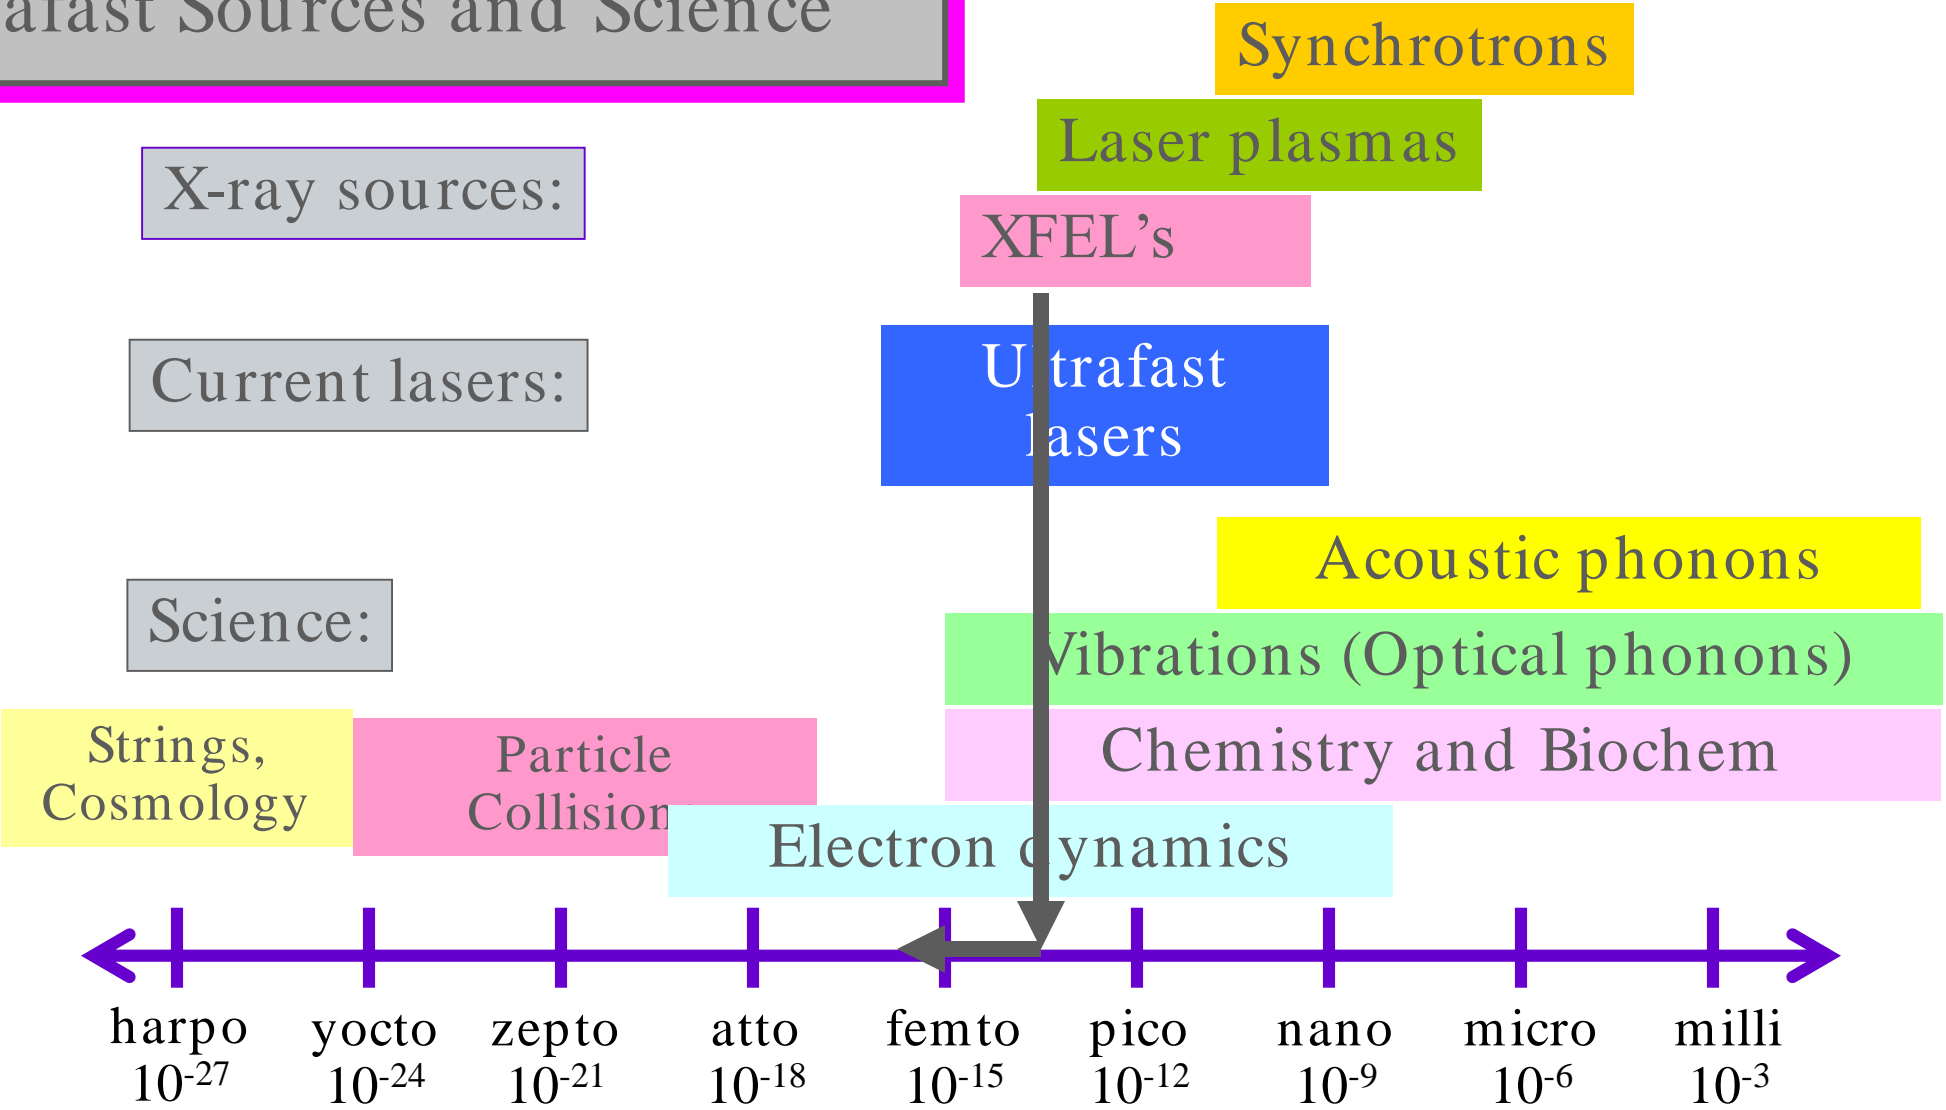 afast Sources and Science
Synchrotrons
Laser plasmas
X-ray sources:
XFEL’s
Current lasers:
Ultrafast
lasers
Acoustic phonons
Science:
Vibrations (Optical phonons)
Strings,
Cosmology
Particle
Collisions
Chemistry and Biochem
Electron dynamics
harpo yocto zepto atto femto pico nano micro milli
10⁻²⁷ 10⁻²⁴ 10⁻²¹ 10⁻¹⁸ 10⁻¹⁵ 10⁻¹² 10⁻⁹ 10⁻⁶ 10⁻³